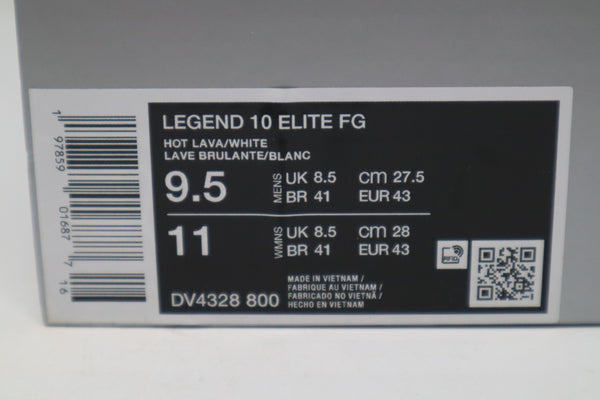 LEGEND 10 ELITE FG
HOT LAVA/WHITE
LAVE BRULANTE/BLANC
9.5 MENS UK 8.5 cm 27.5
BR 41 EUR 43
11 WMNS UK 8.5 cm 28
BR 41 EUR 43
RFID
DV4328 800
MADE IN VIETNAM /
FABRIQUE AU VIETNAM /
FABRICADO NO VIETNÃ /
HECHO EN VIETNAM
1 97859 01687 7 16